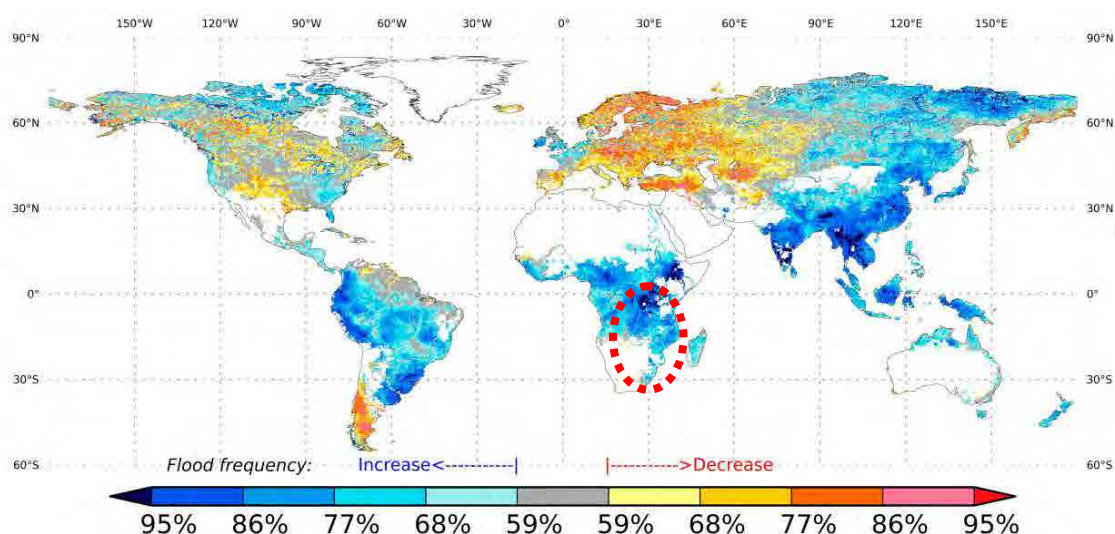 150°W 120°W 90°W 60°W 30°W 0° 30°E 60°E 90°E 120°E 150°E
90°N 90°N
60°N 60°N
30°N 30°N
0° 0°
30°S 30°S
60°S 60°S
Flood frequency: Increase<----------| |---------->Decrease
95% 86% 77% 68% 59% 59% 68% 77% 86% 95%